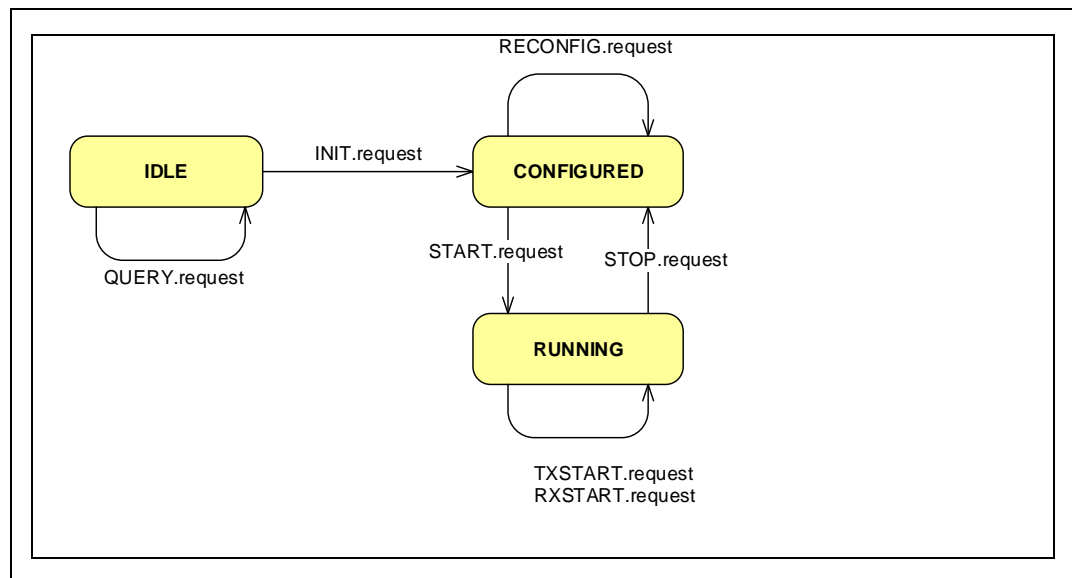 RECONFIG.request
INIT.request
IDLE
CONFIGURED
START.request
STOP.request
QUERY.request
RUNNING
TXSTART.request
RXSTART.request